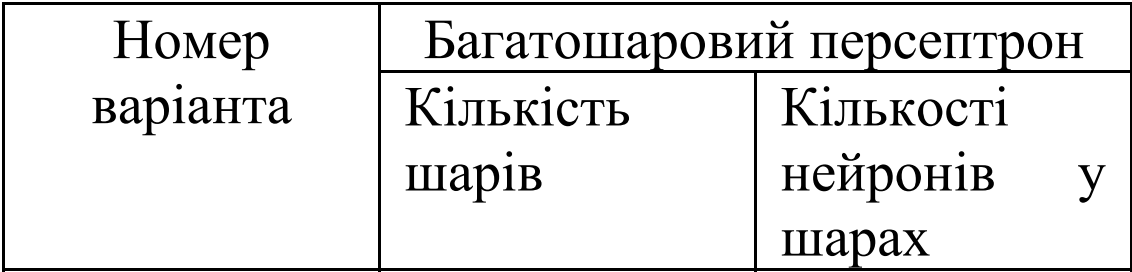 Номер
варіанта
Багатошаровий персептрон
Кількість
шарів
Кількості
нейронів у
шарах